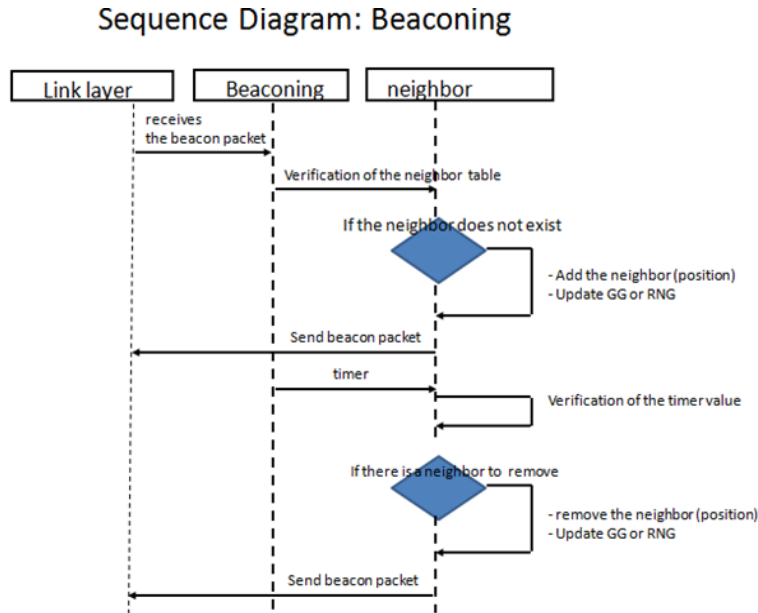 Sequence Diagram: Beaconing
Link layer
Beaconing
neighbor
receives
the beacon packet
Verification of the neighbor table
If the neighbor does not exist
- Add the neighbor (position)
- Update GG or RNG
Send beacon packet
timer
Verification of the timer value
If there is a neighbor to remove
- remove the neighbor (position)
- Update GG or RNG
Send beacon packet